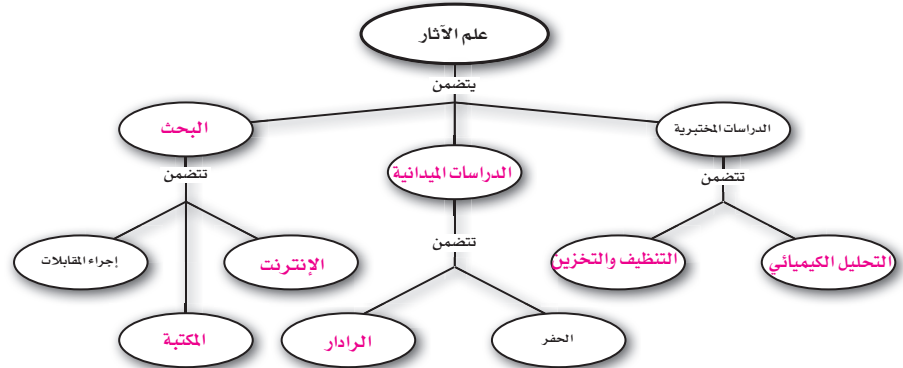 علم الآثار
يتضمن
الدراسات المختبرية
البحث
الدراسات الميدانية
تتضمن
تتضمن
تتضمن
التحليل الكيميائي
التنظيف والتخزين
الإنترنت
إجراء المقابلات
الحفر
الرادار
المكتبة